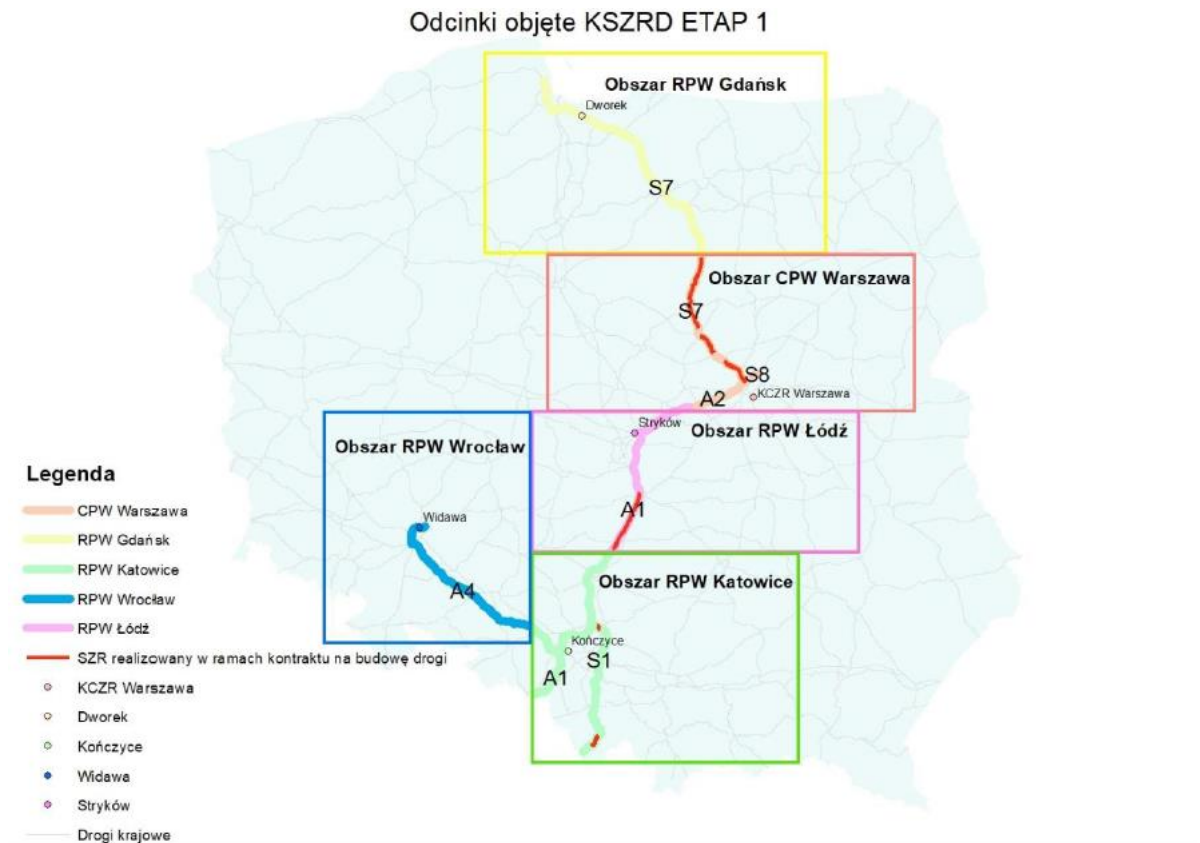 Odcinki objęte KSZRD ETAP 1
Obszar RPW Gdańsk
Dworek
S7
Obszar CPW Warszawa
S7
S8
KCZR Warszawa
A2
Stryków
Obszar RPW Łódź
Obszar RPW Wrocław
Widawa
A1
A4
Obszar RPW Katowice
Kończyce
S1
A1
Legenda
CPW Warszawa
RPW Gdańsk
RPW Katowice
RPW Wrocław
RPW Łódź
SZR realizowany w ramach kontraktu na budowę drogi
KCZR Warszawa
Dworek
Kończyce
Widawa
Stryków
Drogi krajowe